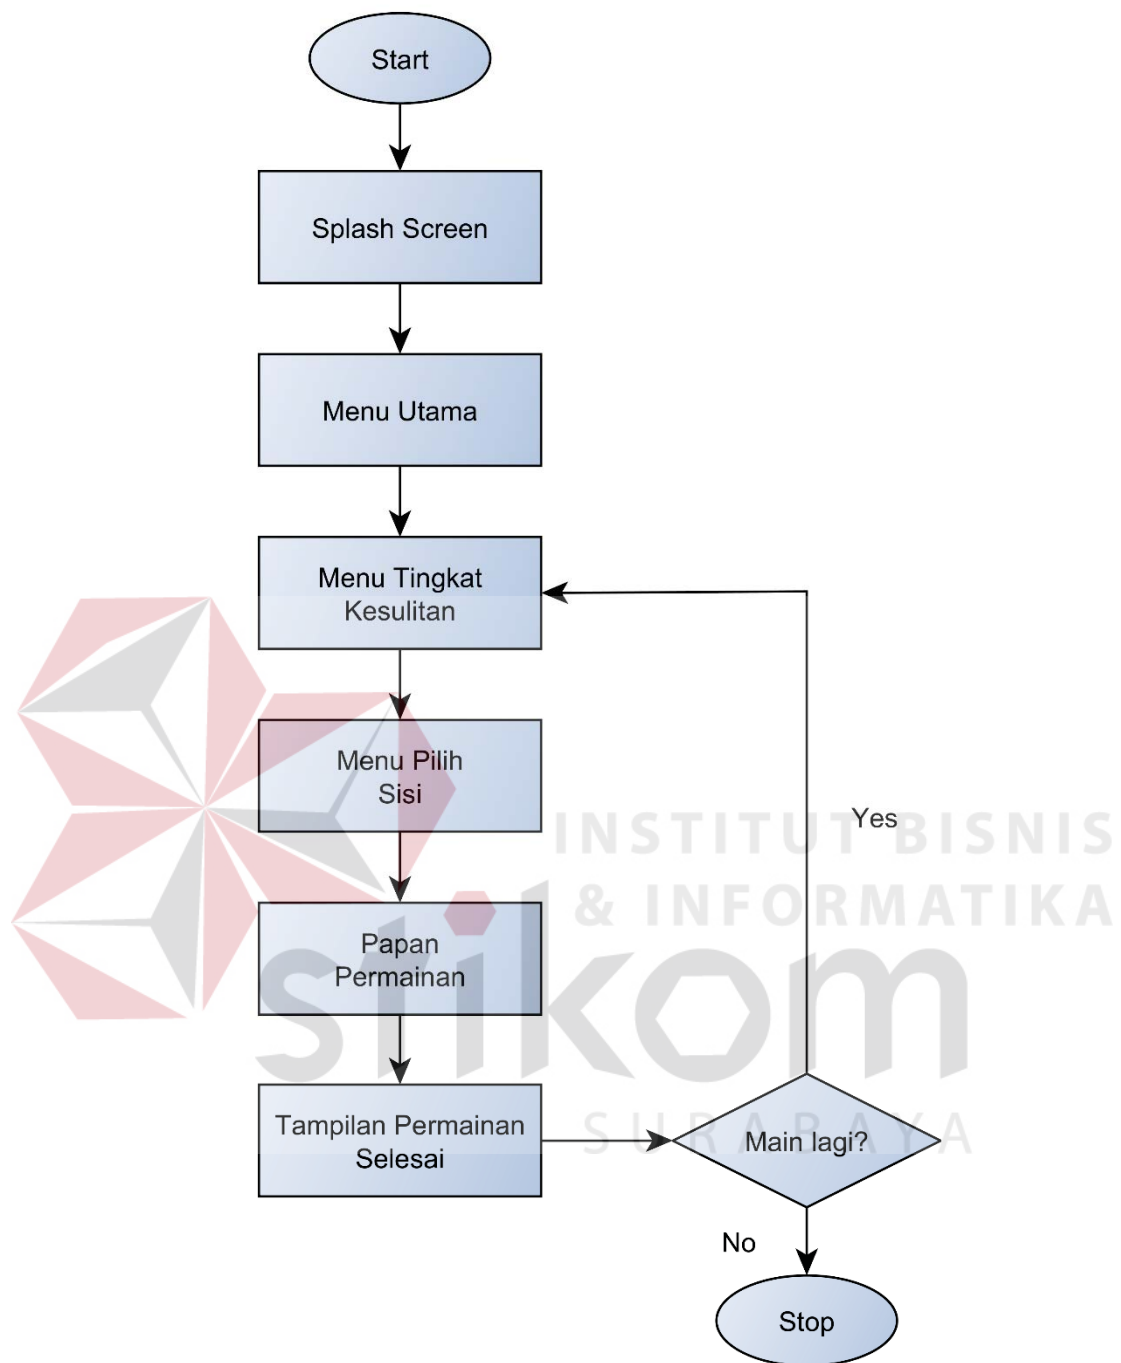 Start
Splash Screen
Menu Utama
Menu Tingkat
Kesulitan
Menu Pilih
Sisi
Yes
INSTITUT BISNIS
& INFORMATIKA
Papan
Permainan
stikom
SURABAYA
Tampilan Permainan
Selesai
Main lagi?
No
Stop